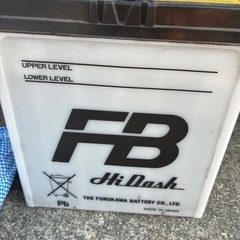 UPPER LEVEL
LOWER LEVEL
FB
Hi Dash
Pb
THE FURUKAWA BATTERY CO., LTD.
MADE IN JAPAN